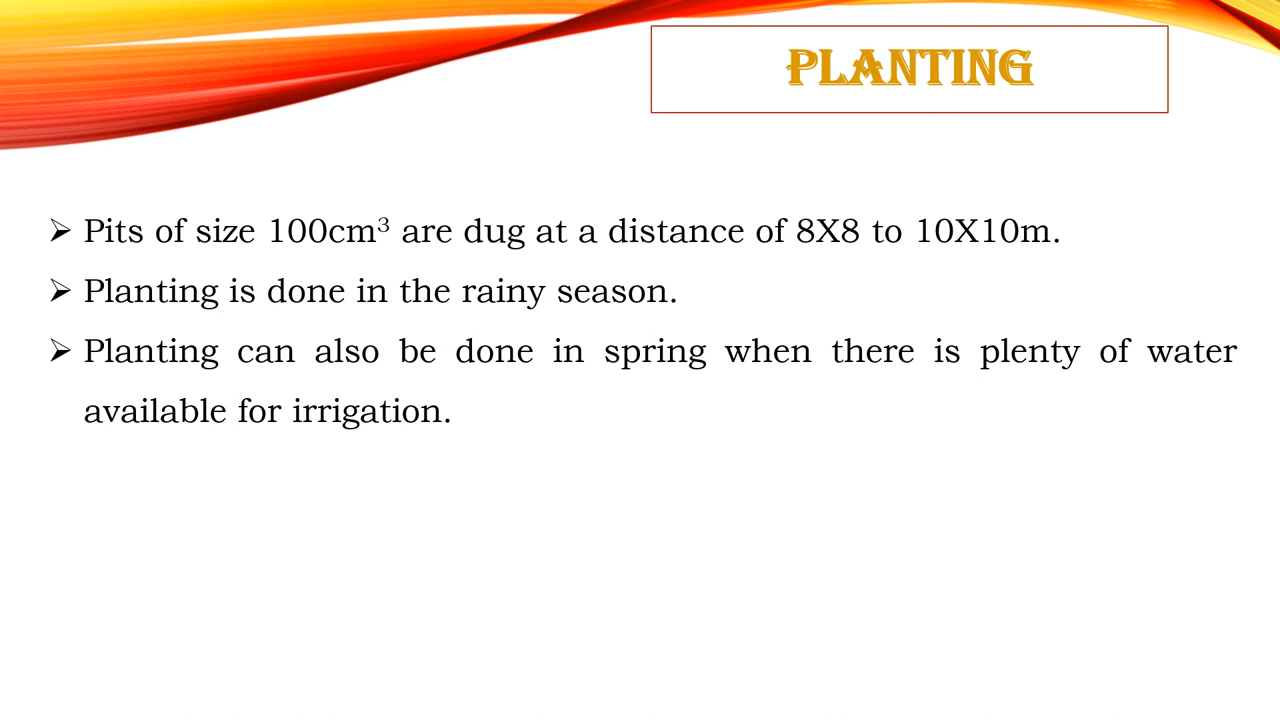 PLANTING
➢ Pits of size 100cm³ are dug at a distance of 8X8 to 10X10m.
➢ Planting is done in the rainy season.
➢ Planting can also be done in spring when there is plenty of water
available for irrigation.